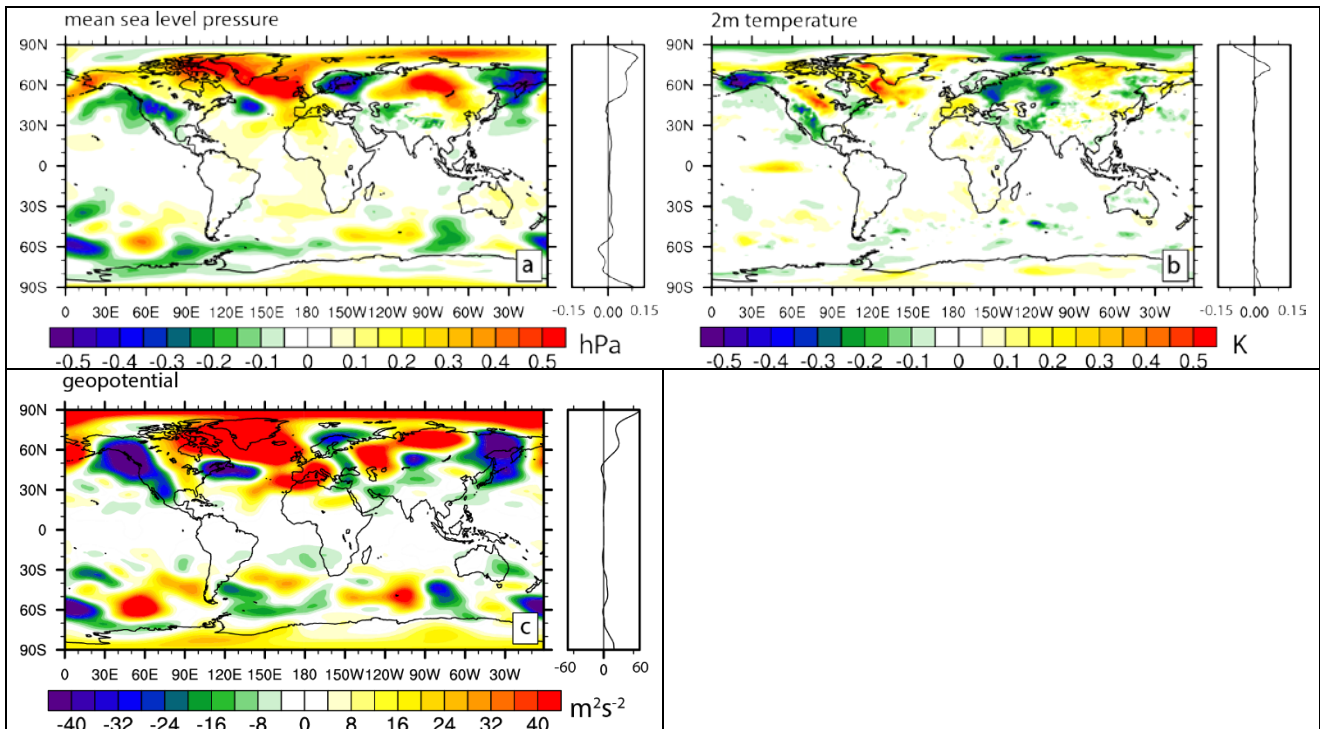 mean sea level pressure
90N
60N
30N
0
30S
60S
90S
a
0 30E 60E 90E 120E 150E 180 150W 120W 90W 60W 30W
-0.15 0.00 0.15
-0.5 -0.4 -0.3 -0.2 -0.1 0 0.1 0.2 0.3 0.4 0.5
hPa
2m temperature
90N
60N
30N
0
30S
60S
90S
b
0 30E 60E 90E 120E 150E 180 150W 120W 90W 60W 30W
-0.15 0.00 0.15
-0.5 -0.4 -0.3 -0.2 -0.1 0 0.1 0.2 0.3 0.4 0.5
K
geopotential
90N
60N
30N
0
30S
60S
90S
c
0 30E 60E 90E 120E 150E 180 150W 120W 90W 60W 30W
-60 0 60
-40 -32 -24 -16 -8 0 8 16 24 32 40
m²s⁻²